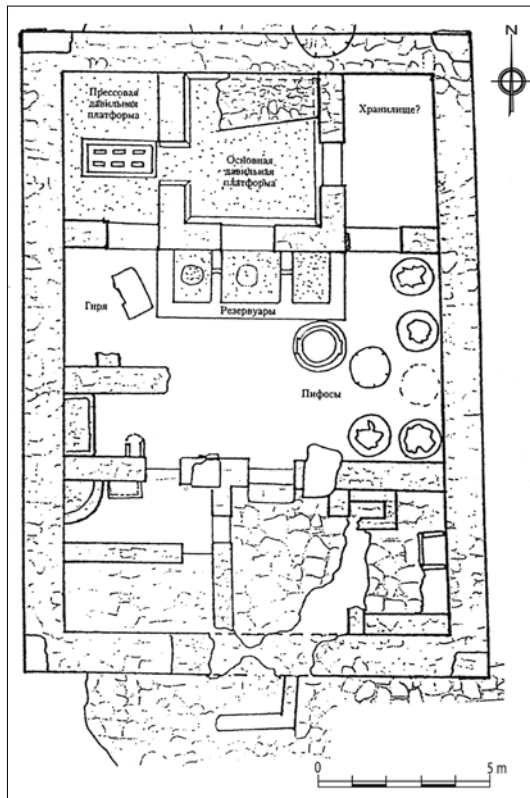 N
Прессовая
давильная
платформа
Хранилище?
Основная
давильная
платформа
Гиря
Резервуары
Пифосы
0
5 m